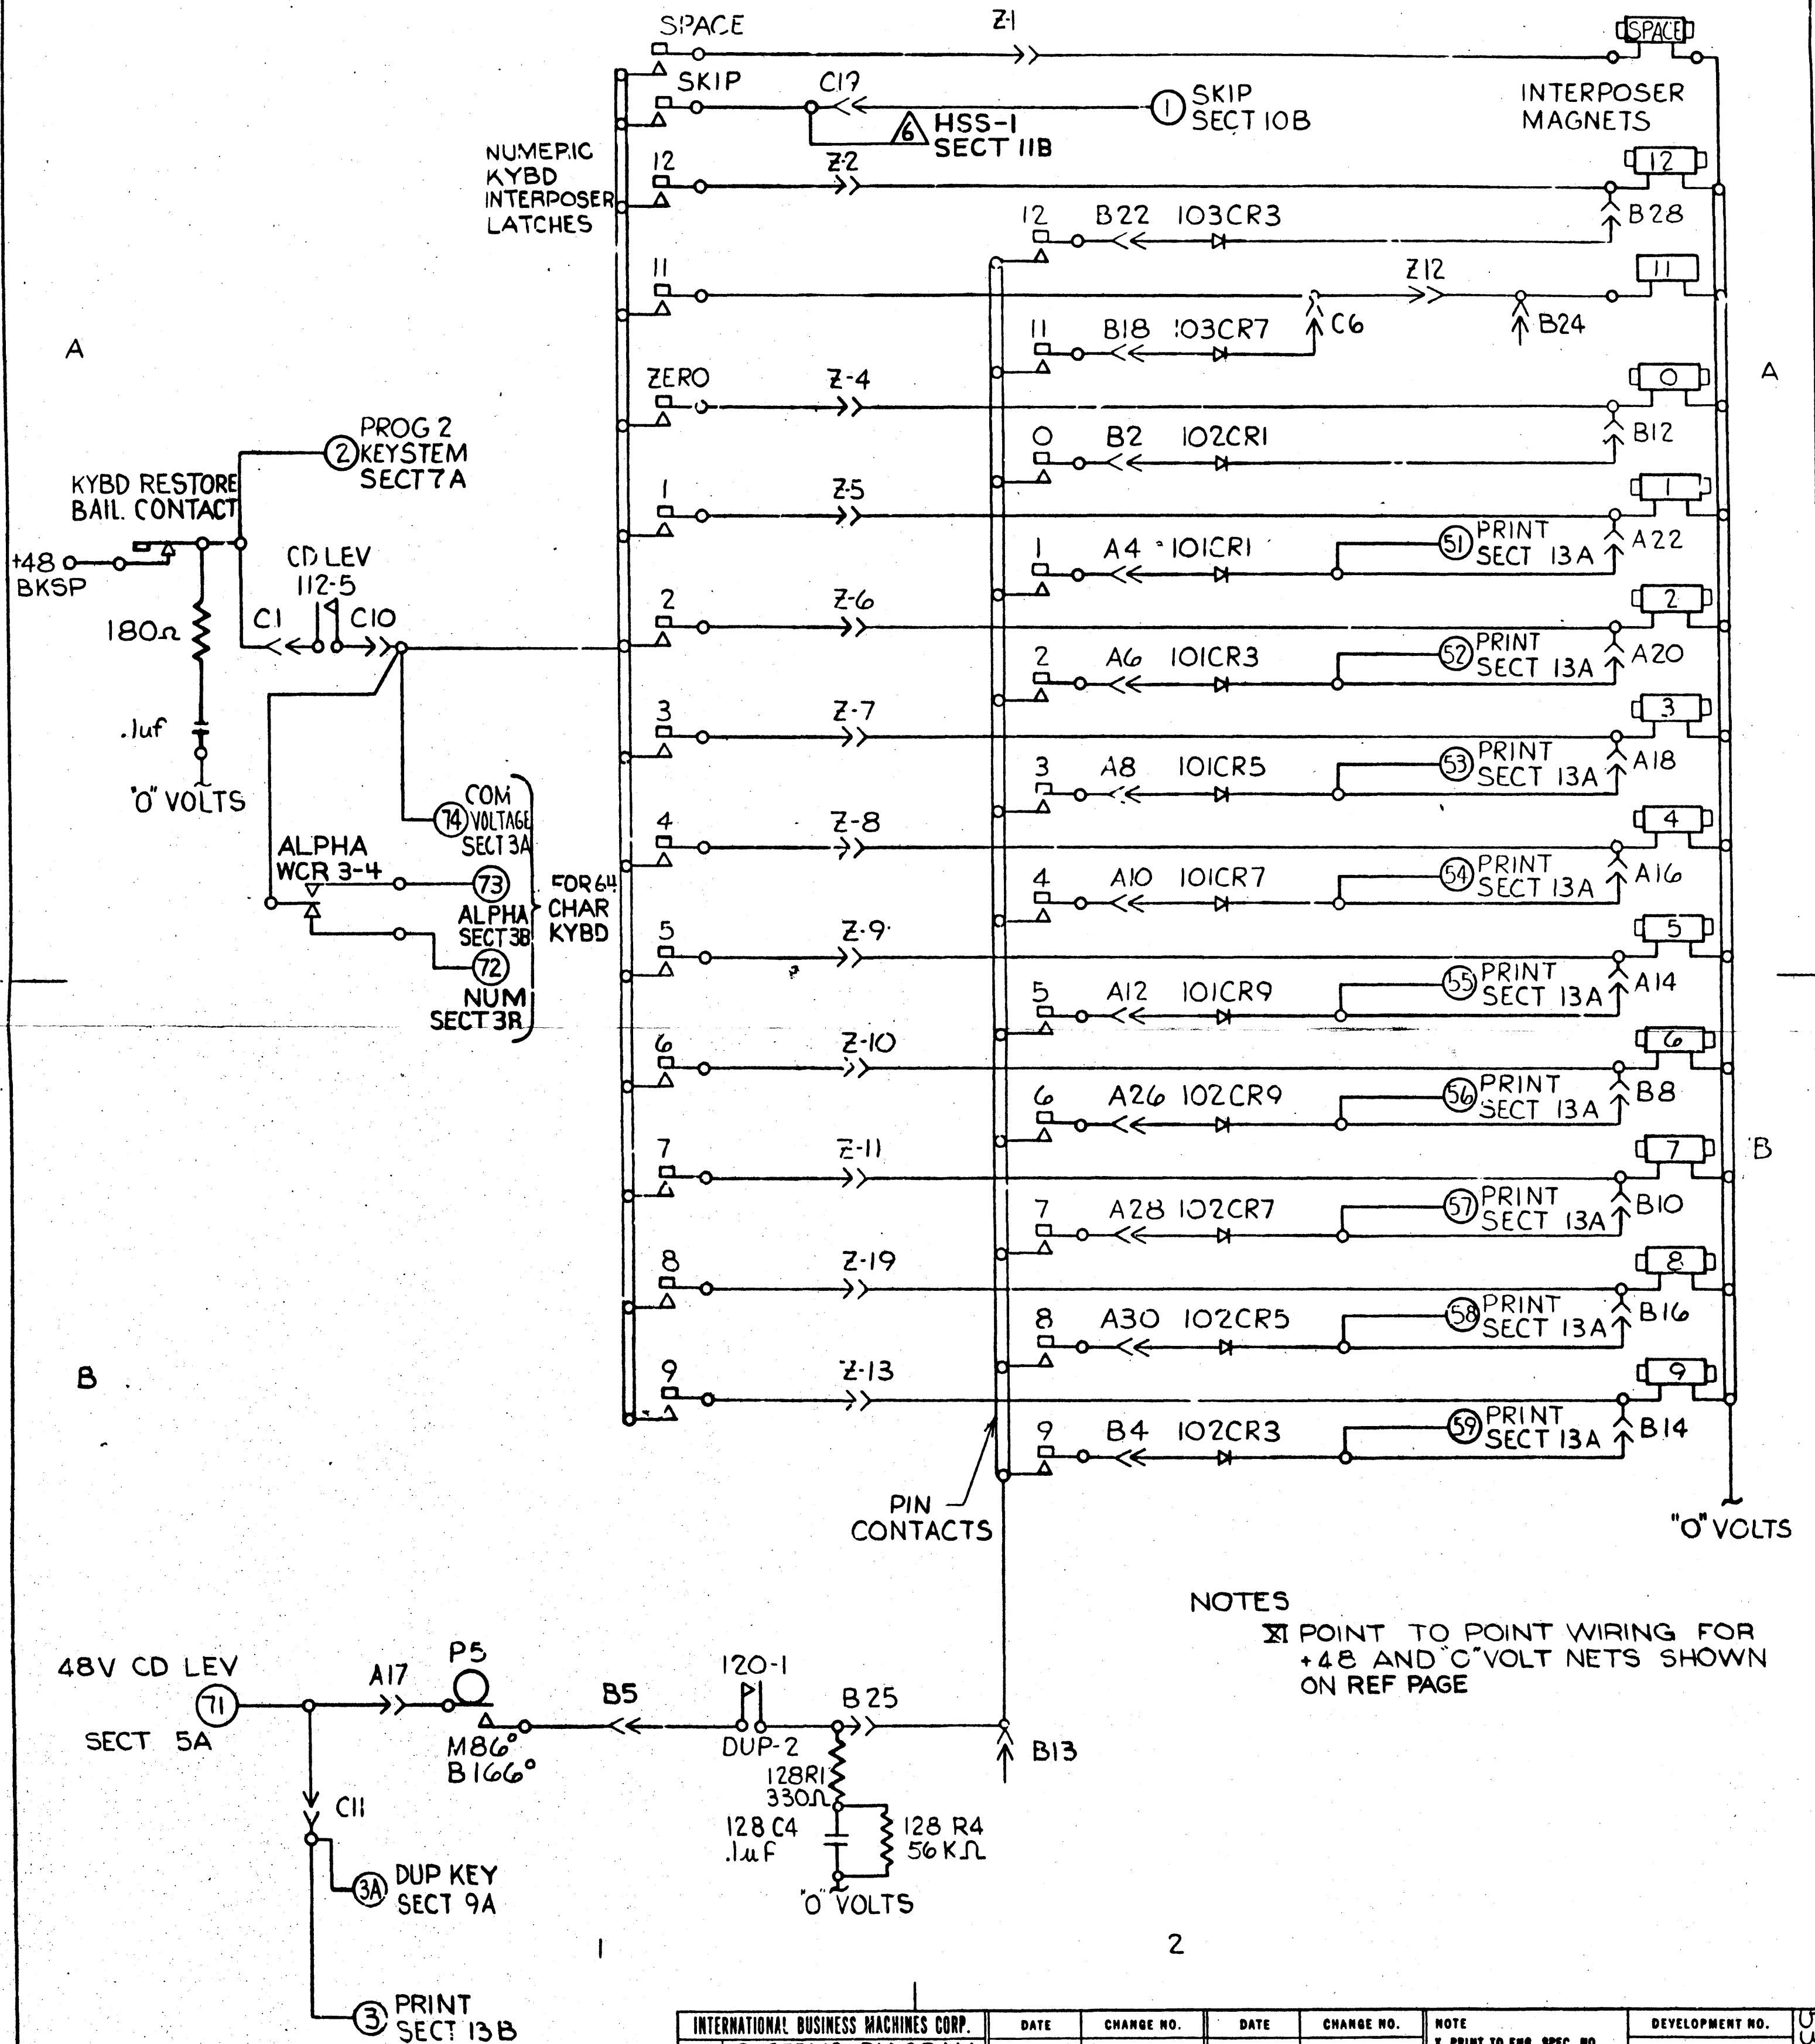 SPACE
Z-1
SPACE
SKIP
C17
1
SKIP
SECT 10B
INTERPOSER
MAGNETS
6
HSS-1
SECT 11B
NUMERIC
KYBD
INTERPOSER
LATCHES
12
Z-2
12
B28
12
B22
103CR3
11
Z12
11
C6
B24
11
B18
103CR7
A
A
ZERO
Z-4
0
B12
0
B2
102CR1
2
PROG 2
KEYSTEM
SECT 7A
KYBD RESTORE
BAIL. CONTACT
+48
BKSP
CD LEV
112-5
C1
C10
180Ω
.1uf
"O" VOLTS
1
Z-5
1
A22
1
A4
101CR1
51
PRINT
SECT 13A
2
Z-6
2
A20
2
A6
101CR3
52
PRINT
SECT 13A
3
Z-7
3
A18
3
A8
101CR5
53
PRINT
SECT 13A
74
COM
VOLTAGE
SECT 3A
ALPHA
WCR 3-4
73
ALPHA
SECT 3B
72
NUM
SECT 3B
FOR 64
CHAR
KYBD
4
Z-8
4
A16
4
A10
101CR7
54
PRINT
SECT 13A
5
Z-9
5
A14
5
A12
101CR9
55
PRINT
SECT 13A
6
Z-10
6
B8
6
A26
102CR9
56
PRINT
SECT 13A
7
Z-11
7
B10
B
7
A28
102CR7
57
PRINT
SECT 13A
8
Z-19
8
B16
8
A30
102CR5
58
PRINT
SECT 13A
B
9
Z-13
9
B14
9
B4
102CR3
59
PRINT
SECT 13A
PIN
CONTACTS
"O" VOLTS
NOTES
POINT TO POINT WIRING FOR
+48 AND "O" VOLT NETS SHOWN
ON REF PAGE
48V CD LEV
71
SECT 5A
A17
P5
M86°
B166°
B5
120-1
DUP-2
B25
B13
128R1
330Ω
128 C4
.1uF
128 R4
56KΩ
"O" VOLTS
C11
3A
DUP KEY
SECT 9A
3
PRINT
SECT 13B
1
2
INTERNATIONAL BUSINESS MACHINES CORP.
DATE
CHANGE NO.
DATE
CHANGE NO.
NOTE
DEVELOPMENT NO.